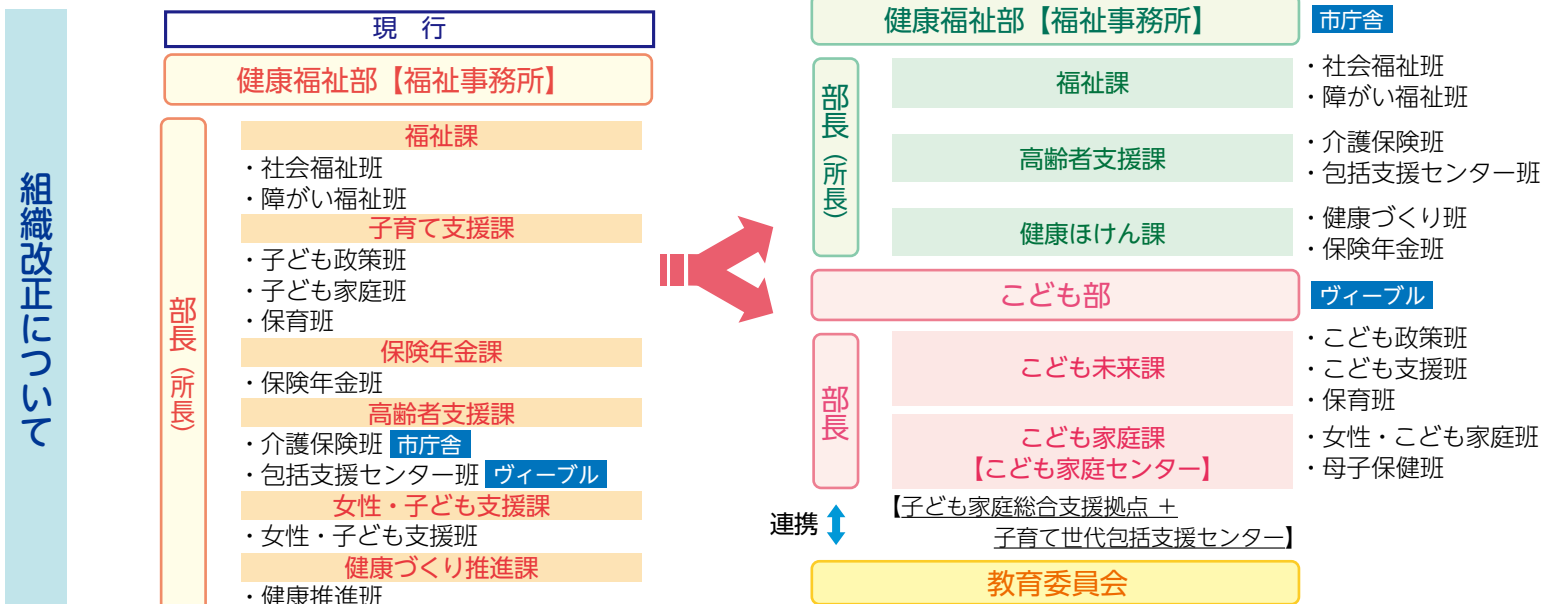 組織改正について
現　行
健康福祉部【福祉事務所】
部長（所長）
福祉課
・社会福祉班
・障がい福祉班
子育て支援課
・子ども政策班
・子ども家庭班
・保育班
保険年金課
・保険年金班
高齢者支援課
・介護保険班 市庁舎
・包括支援センター班 ヴィーブル
女性・子ども支援課
・女性・子ども支援班
健康づくり推進課
・健康推進班
健康福祉部【福祉事務所】 市庁舎
部長（所長）
福祉課
・社会福祉班
・障がい福祉班
高齢者支援課
・介護保険班
・包括支援センター班
健康ほけん課
・健康づくり班
・保険年金班
こども部 ヴィーブル
部長
こども未来課
・こども政策班
・こども支援班
・保育班
こども家庭課
【こども家庭センター】
・女性・こども家庭班
・母子保健班
【子ども家庭総合支援拠点 ＋
子育て世代包括支援センター】
連携
教育委員会